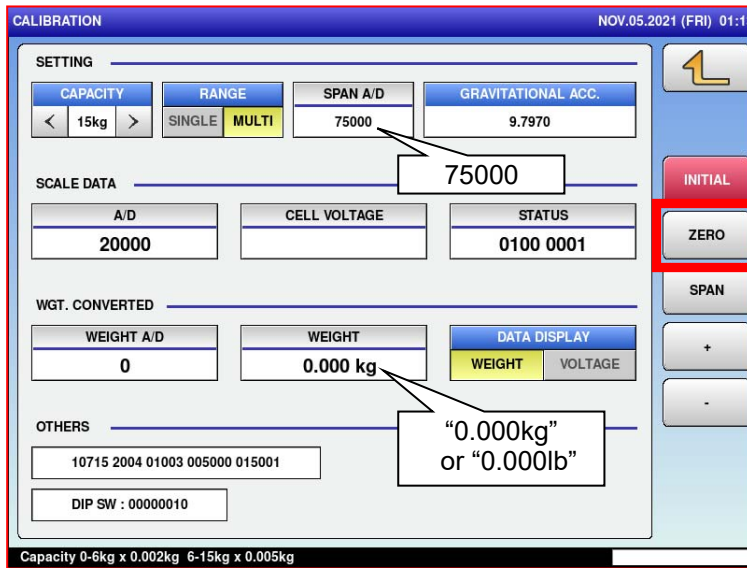 CALIBRATION NOV.05.2021 (FRI) 01:1
SETTING
CAPACITY RANGE SPAN A/D GRAVITATIONAL ACC.
< 15kg > SINGLE MULTI 75000 9.7970
75000
INITIAL
SCALE DATA
A/D CELL VOLTAGE STATUS
20000 0100 0001
ZERO
SPAN
WGT. CONVERTED
WEIGHT A/D WEIGHT DATA DISPLAY
0 0.000 kg WEIGHT VOLTAGE
+
-
“0.000kg”
or “0.000lb”
OTHERS
10715 2004 01003 005000 015001
DIP SW : 00000010
Capacity 0-6kg x 0.002kg 6-15kg x 0.005kg